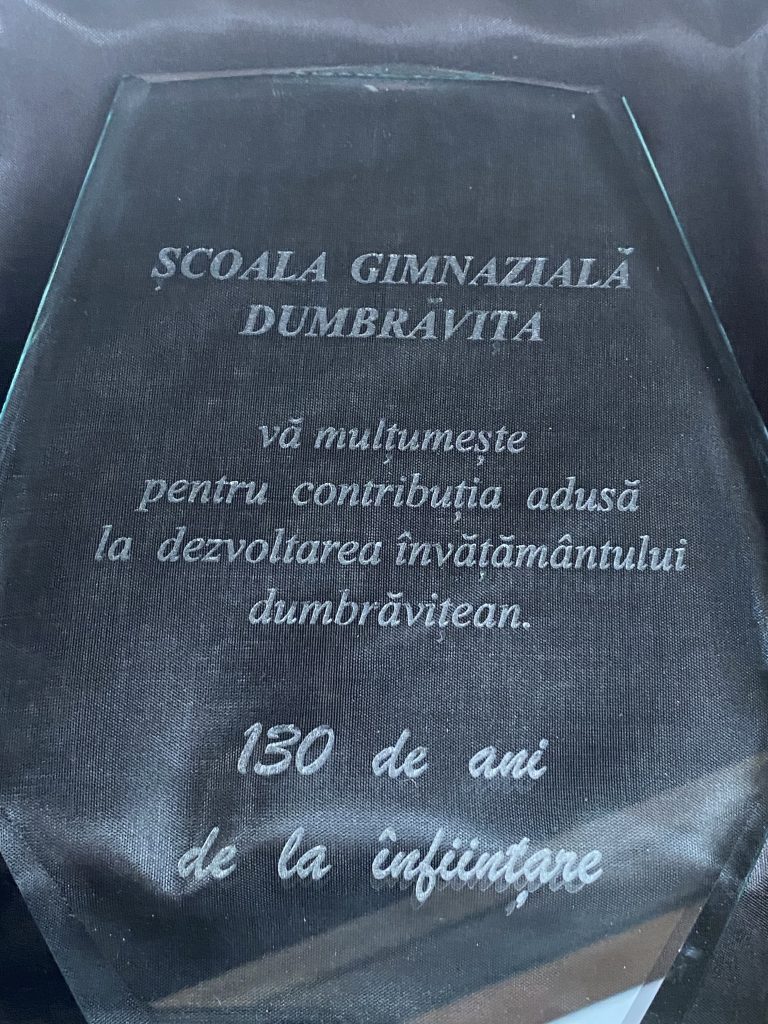 ȘCOALA GIMNAZIALĂ
DUMBRĂVITA
vă mulțumește
pentru contribuția adusă
la dezvoltarea învățământului
dumbrăvițean.
130 de ani
de la înființare